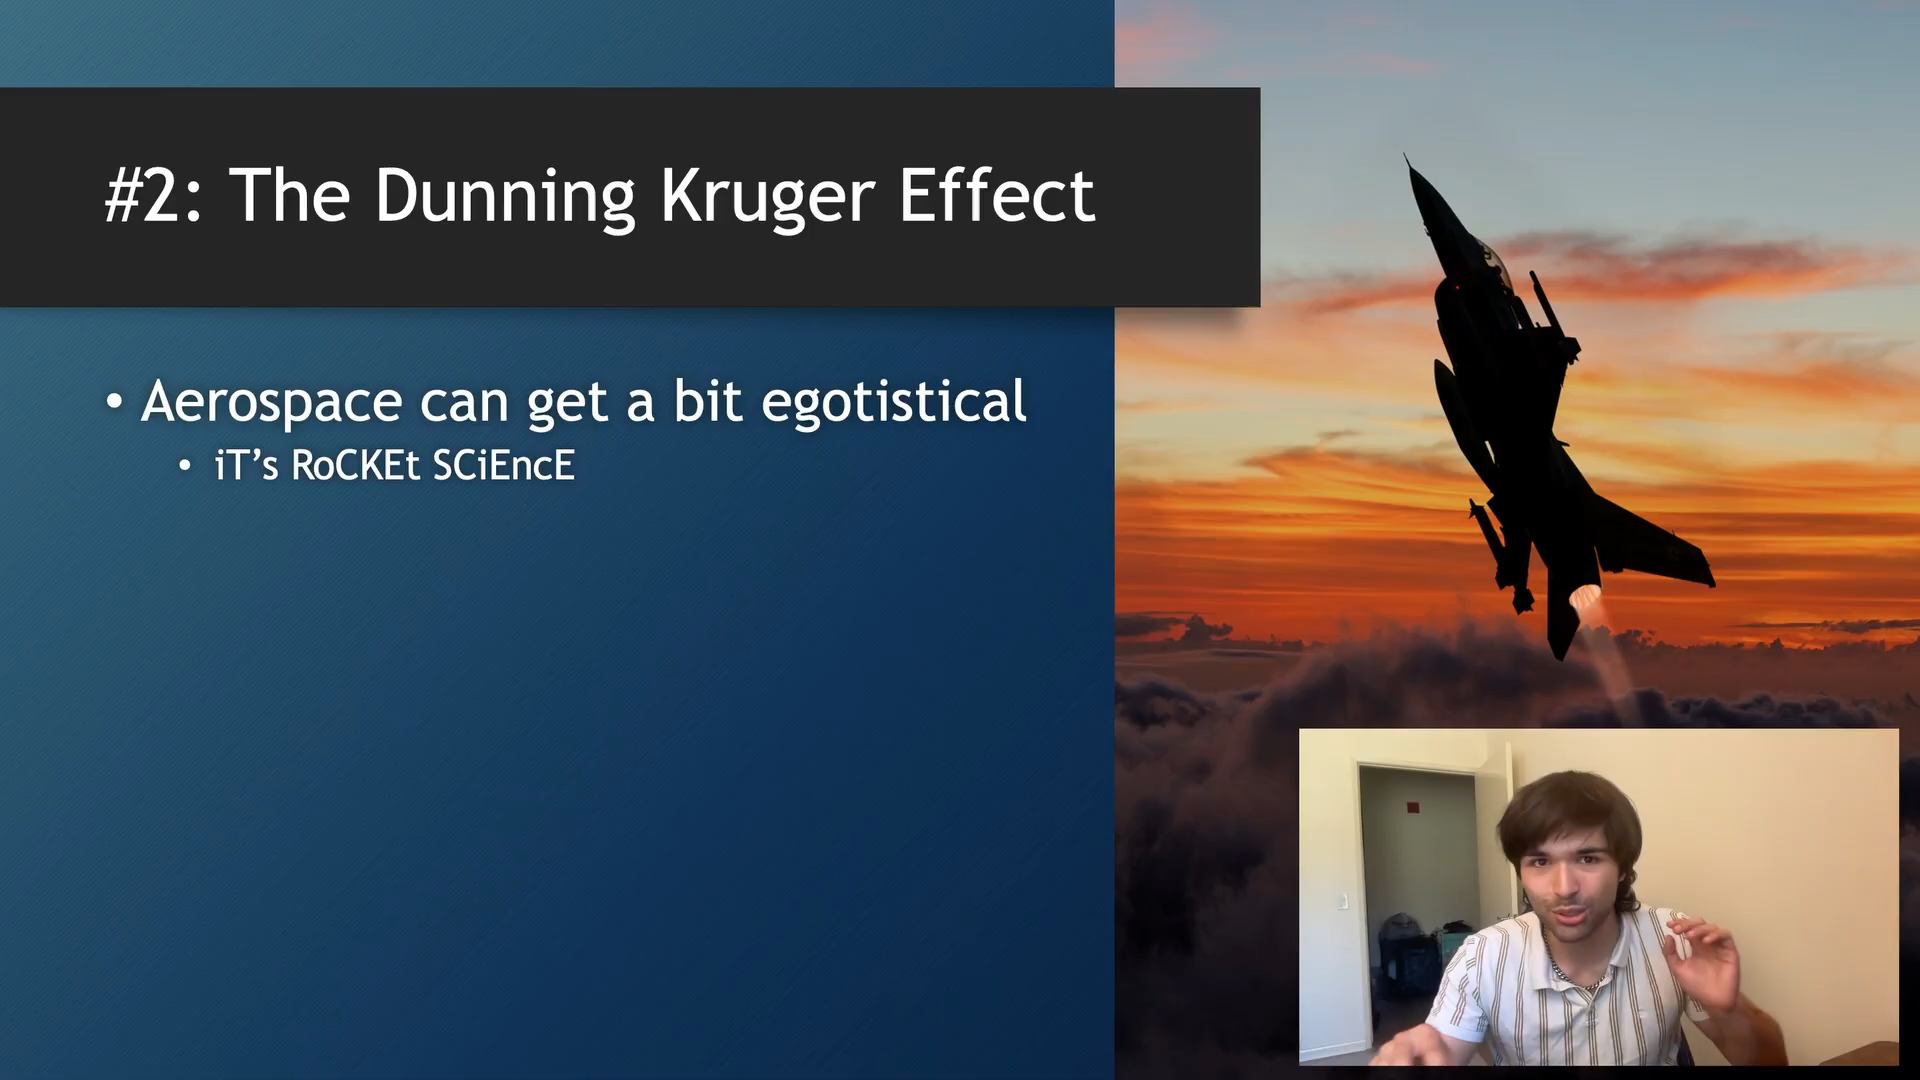 #2: The Dunning Kruger Effect
• Aerospace can get a bit egotistical
• iT’s RoCKEt SCiEncE